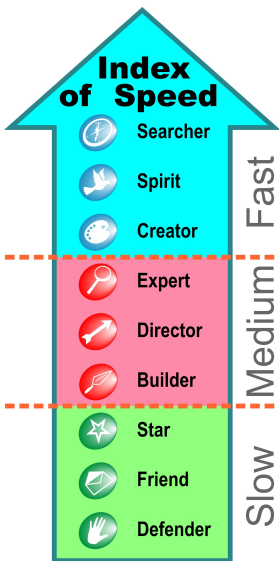 Index
of Speed
Searcher
Spirit
Creator
Fast
Expert
Director
Builder
Medium
Star
Friend
Defender
Slow